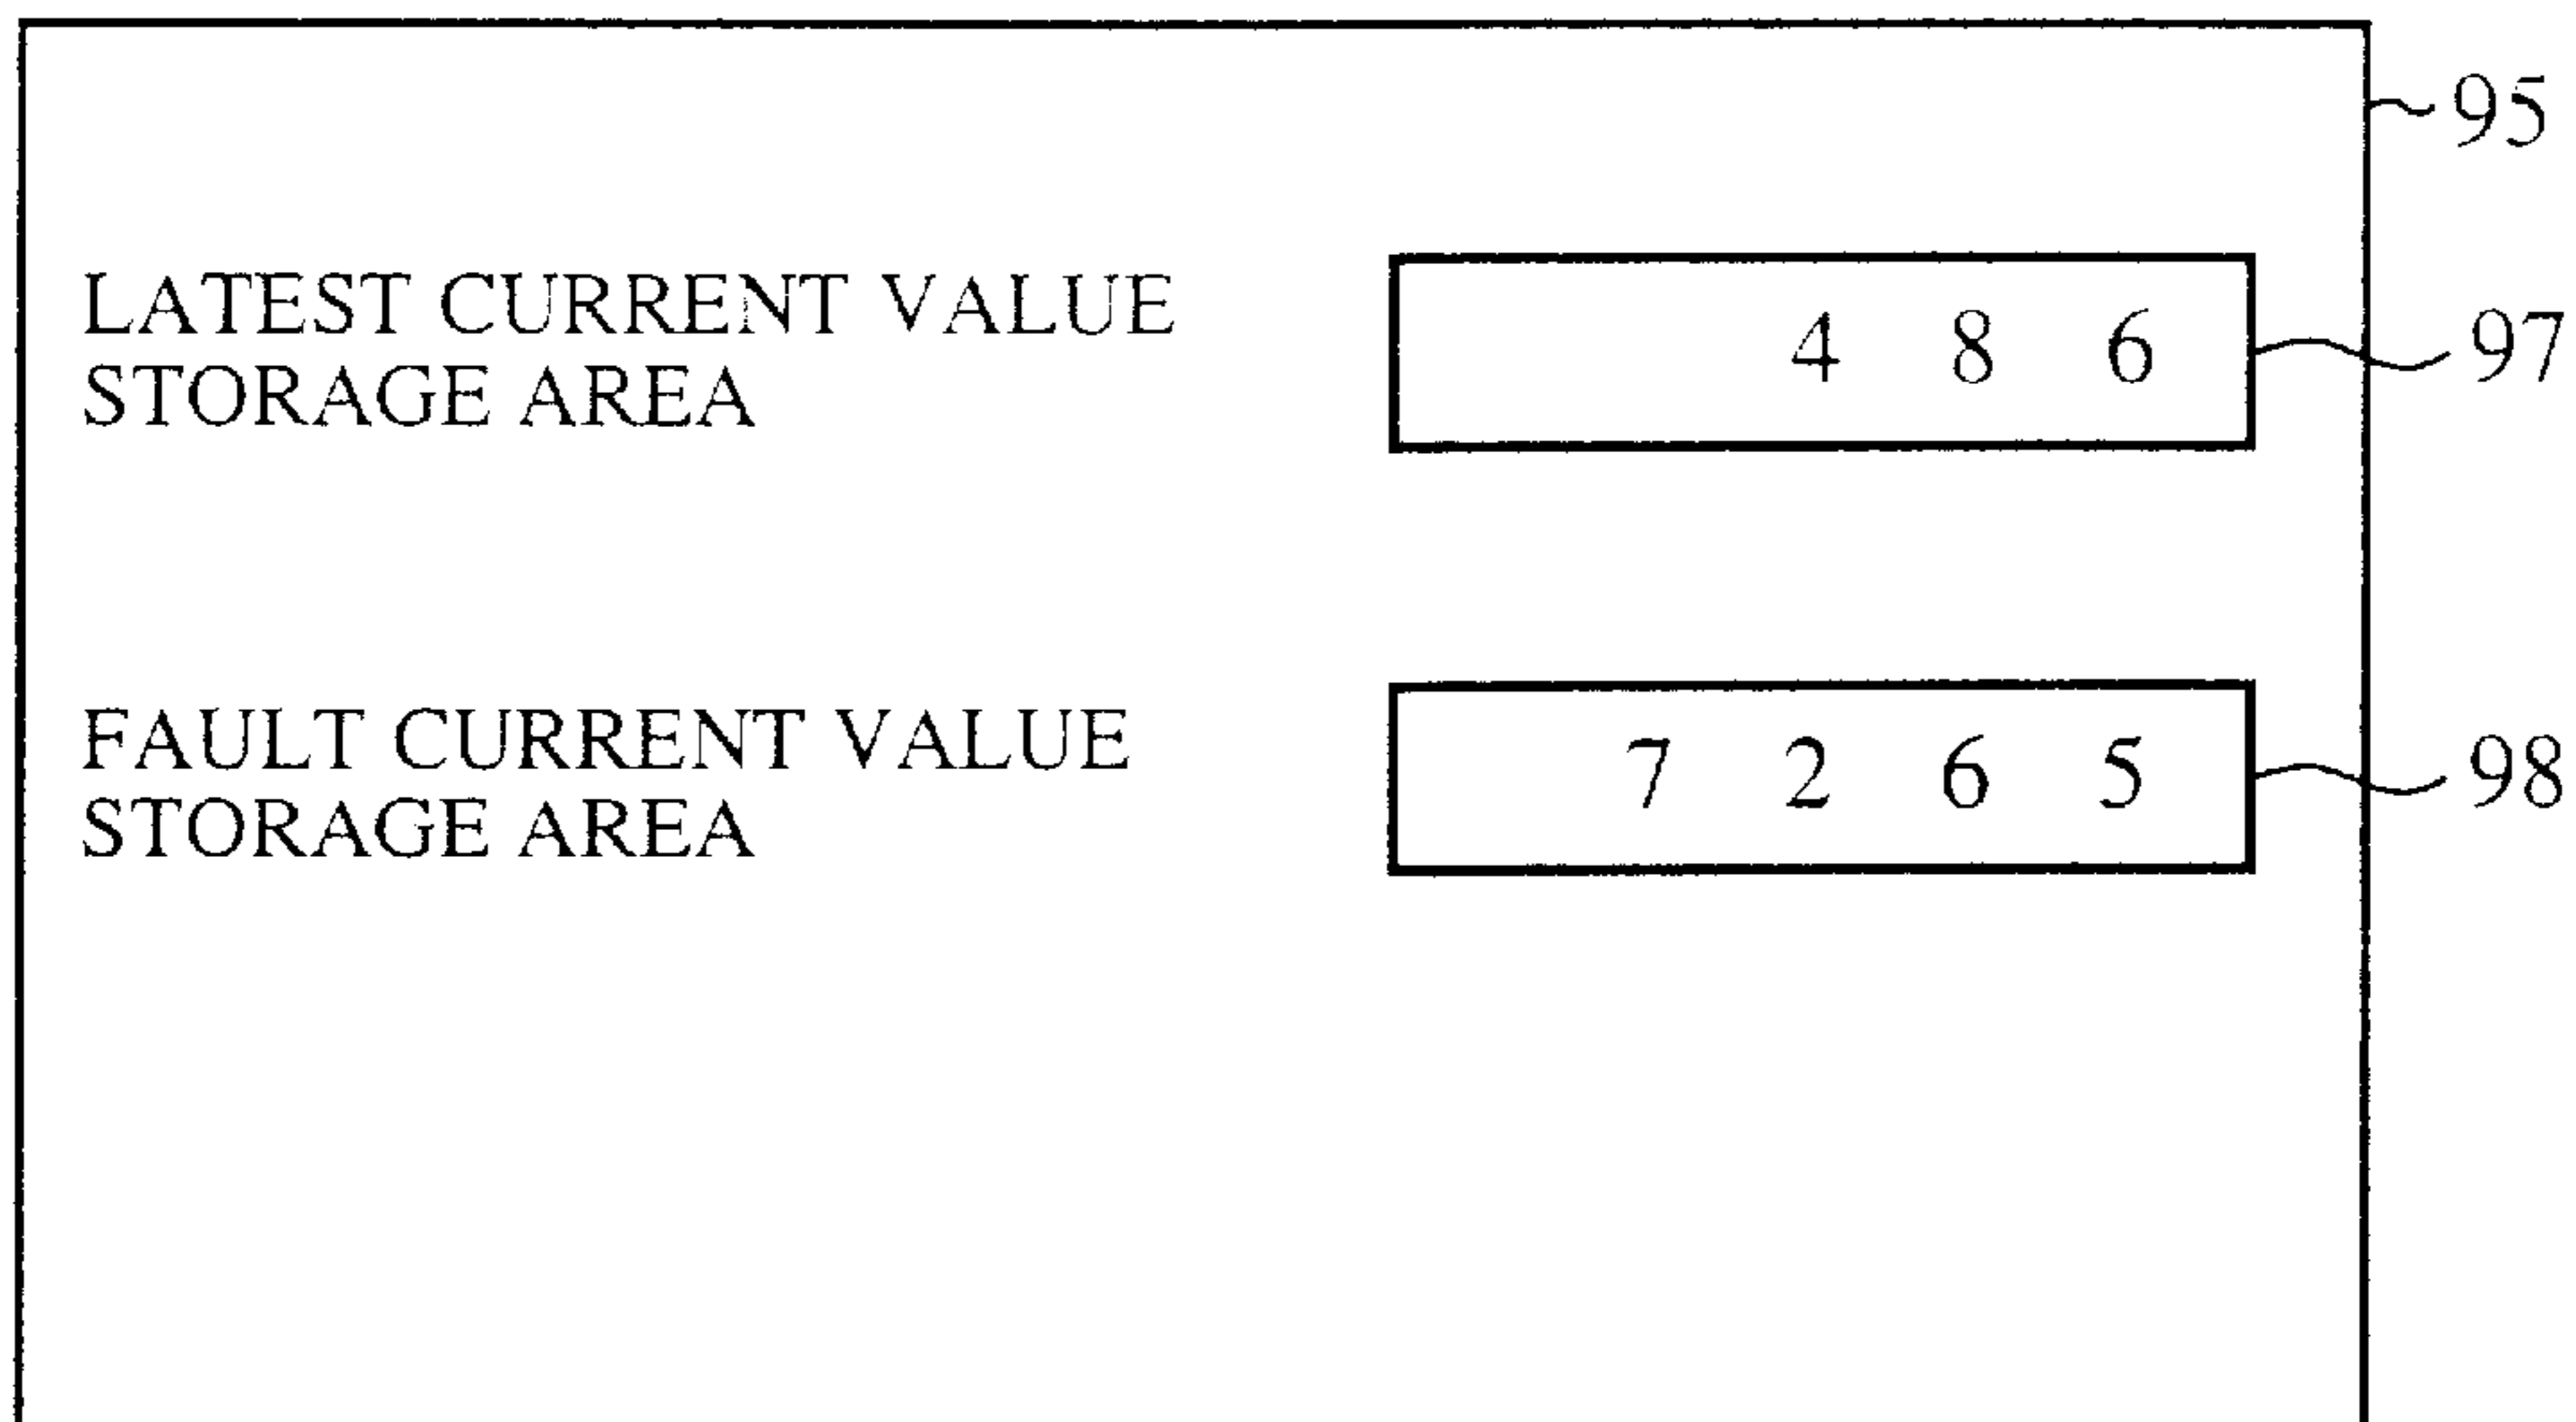 95
LATEST CURRENT VALUE
STORAGE AREA
4 8 6
97
FAULT CURRENT VALUE
STORAGE AREA
7 2 6 5
98